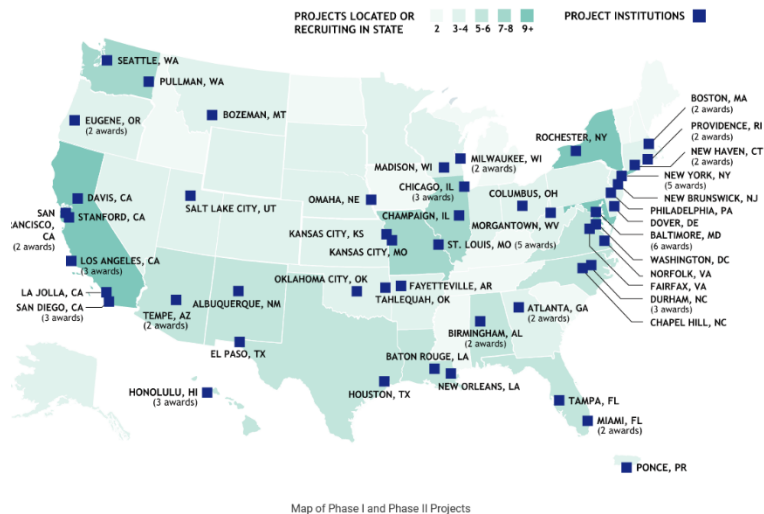 PROJECTS LOCATED OR
RECRUITING IN STATE
2
3-4
5-6
7-8
9+
PROJECT INSTITUTIONS
SEATTLE, WA
PULLMAN, WA
EUGENE, OR
(2 awards)
BOZEMAN, MT
BOSTON, MA
(2 awards)
PROVIDENCE, RI
(2 awards)
NEW HAVEN, CT
(2 awards)
ROCHESTER, NY
NEW YORK, NY
(5 awards)
NEW BRUNSWICK, NJ
PHILADELPHIA, PA
DOVER, DE
BALTIMORE, MD
(6 awards)
WASHINGTON, DC
NORFOLK, VA
FAIRFAX, VA
DURHAM, NC
(3 awards)
CHAPEL HILL, NC
MADISON, WI
MILWAUKEE, WI
(2 awards)
CHICAGO, IL
(3 awards)
COLUMBUS, OH
OMAHA, NE
CHAMPAIGN, IL
MORGANTOWN, WV
DAVIS, CA
SALT LAKE CITY, UT
SAN
RANCISCO,
CA
(2 awards)
STANFORD, CA
KANSAS CITY, KS
KANSAS CITY, MO
ST. LOUIS, MO (5 awards)
LOS ANGELES, CA
(3 awards)
OKLAHOMA CITY, OK
FAYETTEVILLE, AR
TAHLEQUAH, OK
LA JOLLA, CA
SAN DIEGO, CA
(3 awards)
ALBUQUERQUE, NM
TEMPE, AZ
(2 awards)
ATLANTA, GA
(2 awards)
BIRMINGHAM, AL
(2 awards)
EL PASO, TX
BATON ROUGE, LA
NEW ORLEANS, LA
HOUSTON, TX
HONOLULU, HI
(3 awards)
TAMPA, FL
MIAMI, FL
(2 awards)
PONCE, PR
Map of Phase I and Phase II Projects